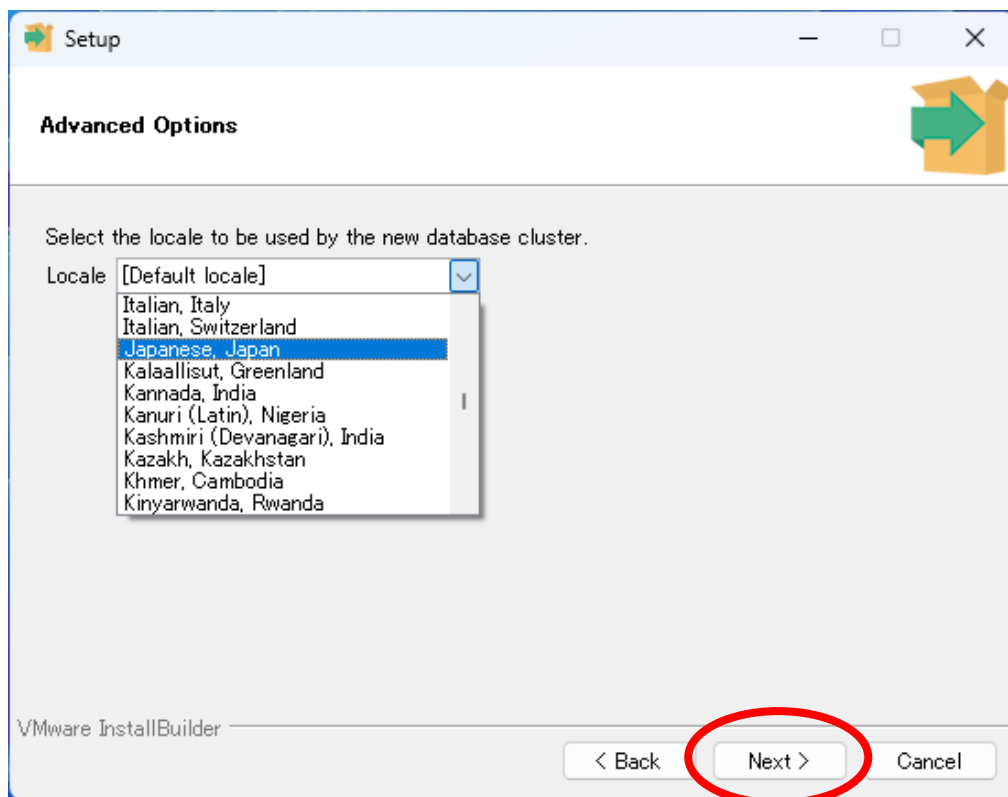 Setup
Advanced Options
Select the locale to be used by the new database cluster.
Locale [Default locale]
Italian, Italy
Italian, Switzerland
Japanese, Japan
Kalaallisut, Greenland
Kannada, India
Kanuri (Latin), Nigeria
Kashmiri (Devanagari), India
Kazakh, Kazakhstan
Khmer, Cambodia
Kinyarwanda, Rwanda
VMware InstallBuilder
< Back Next > Cancel